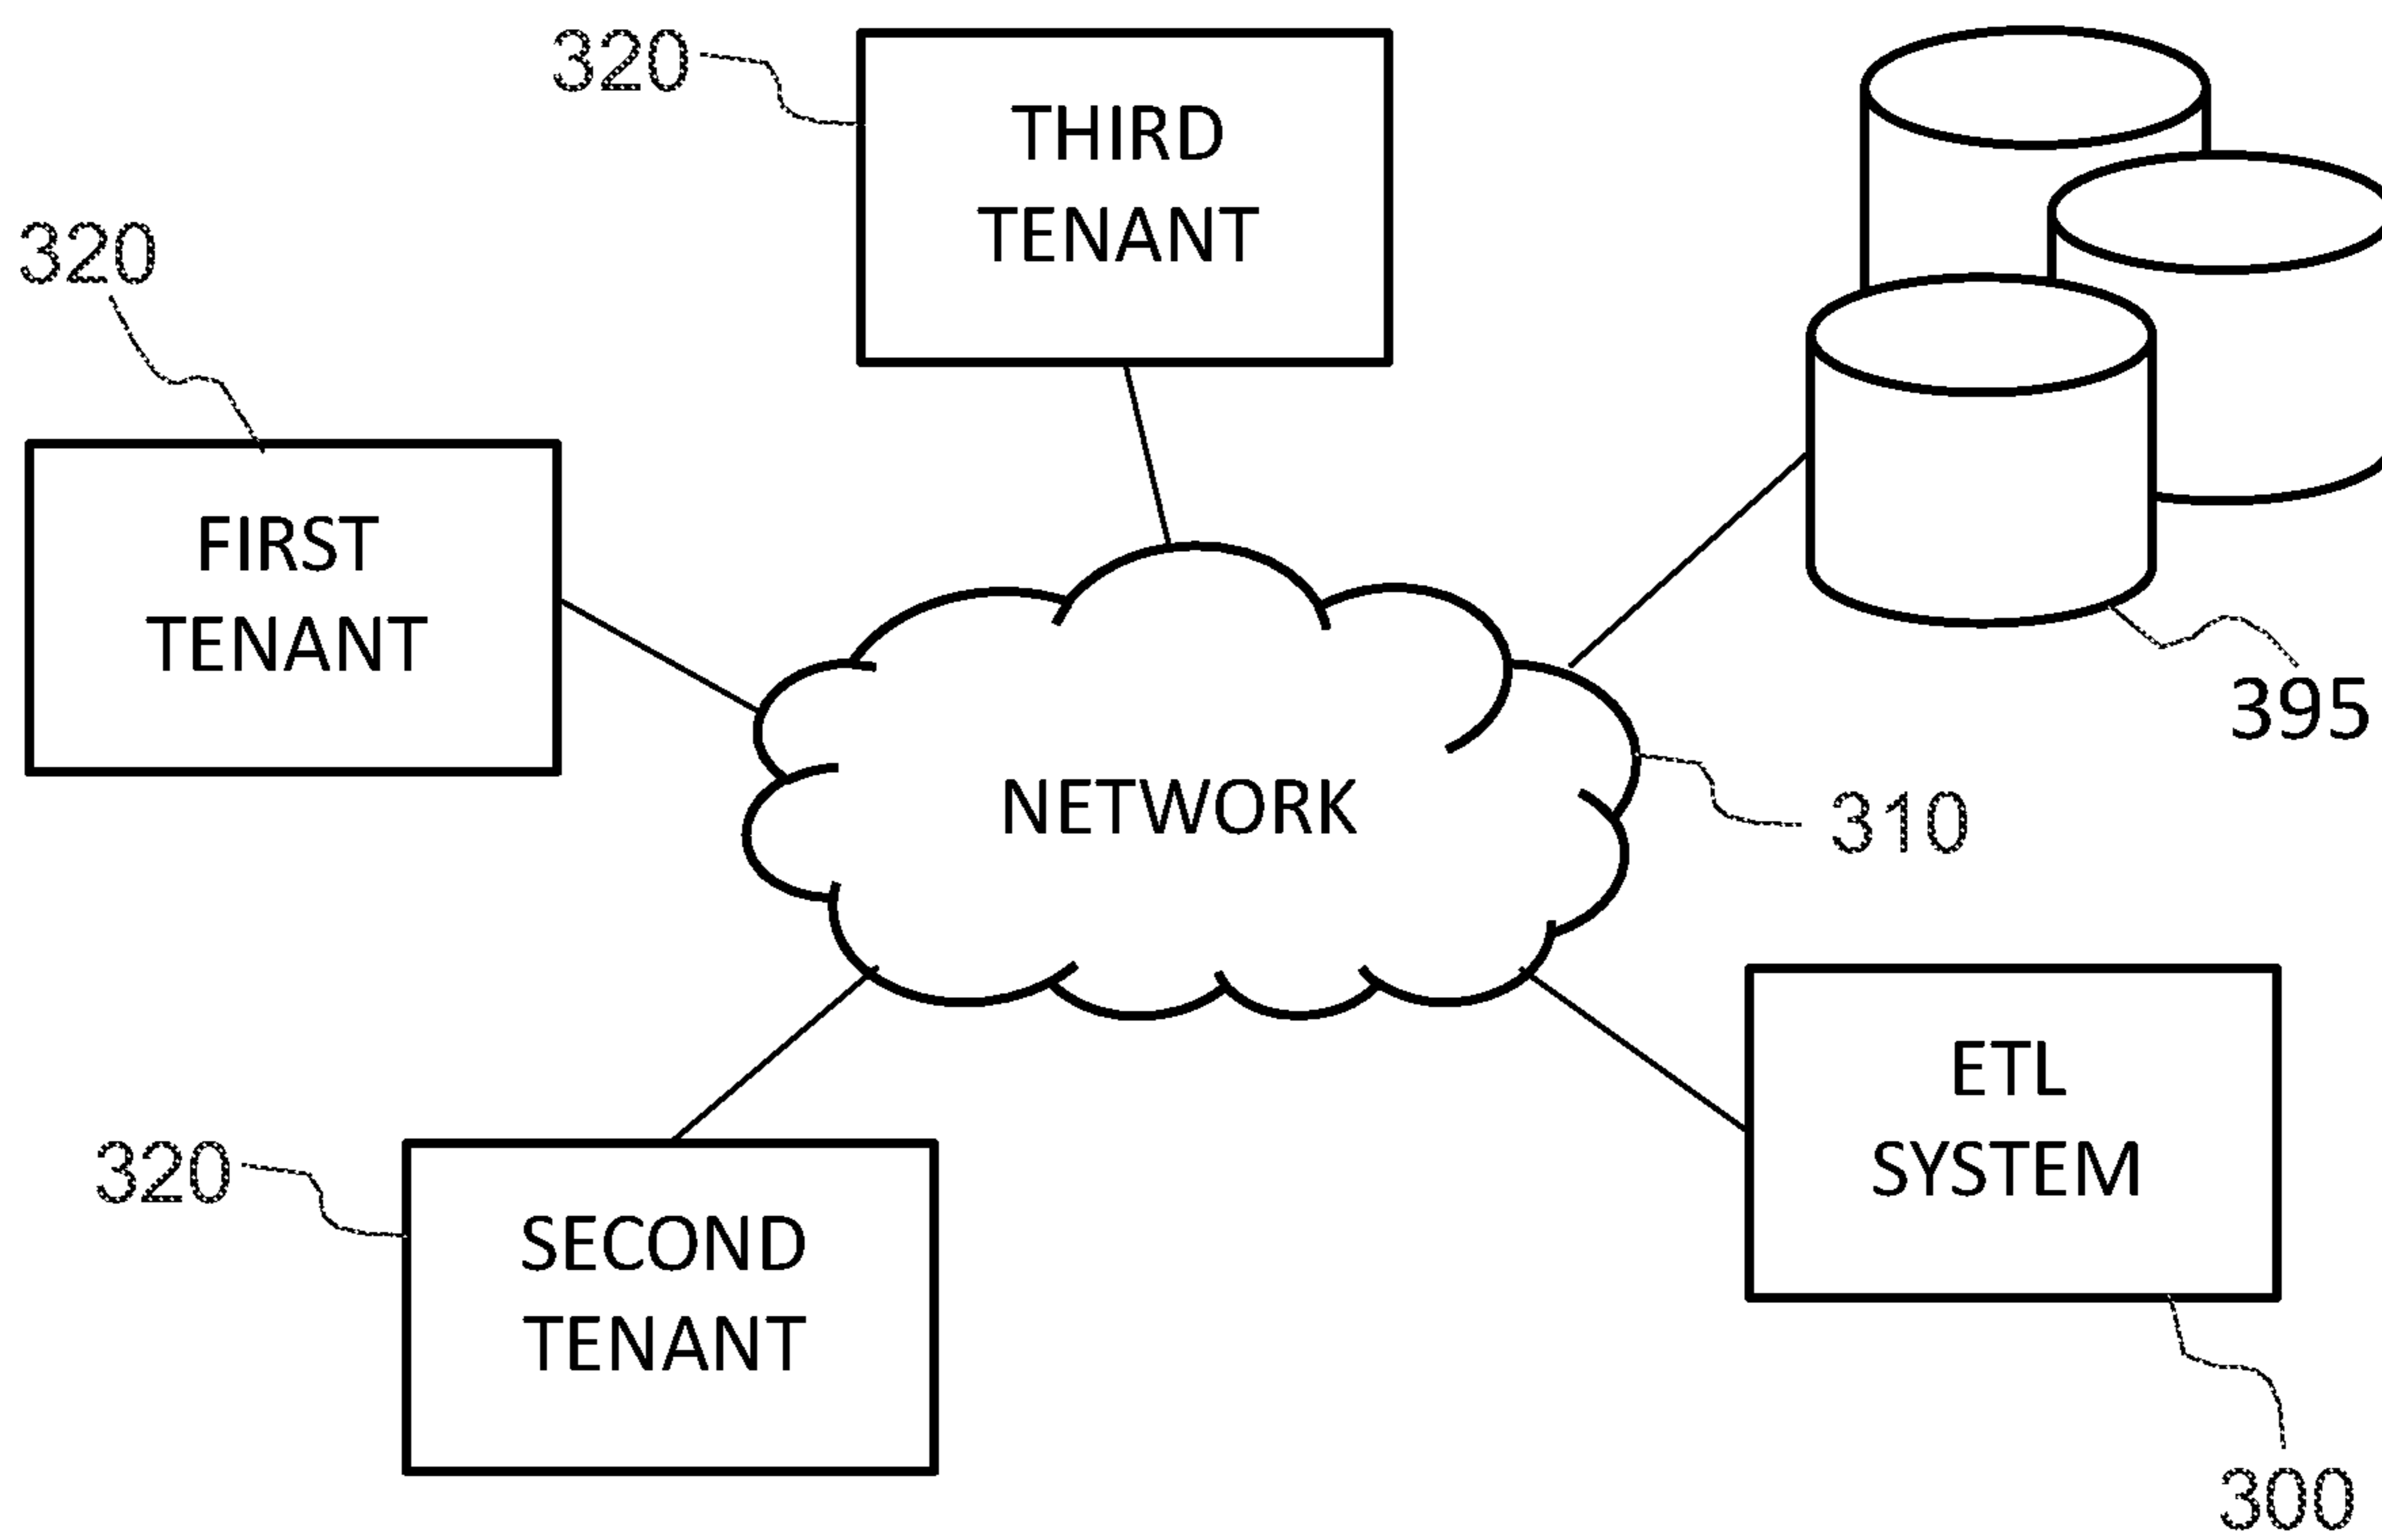 320
THIRD
TENANT
320
FIRST
TENANT
395
NETWORK
310
ETL
SYSTEM
320
SECOND
TENANT
300